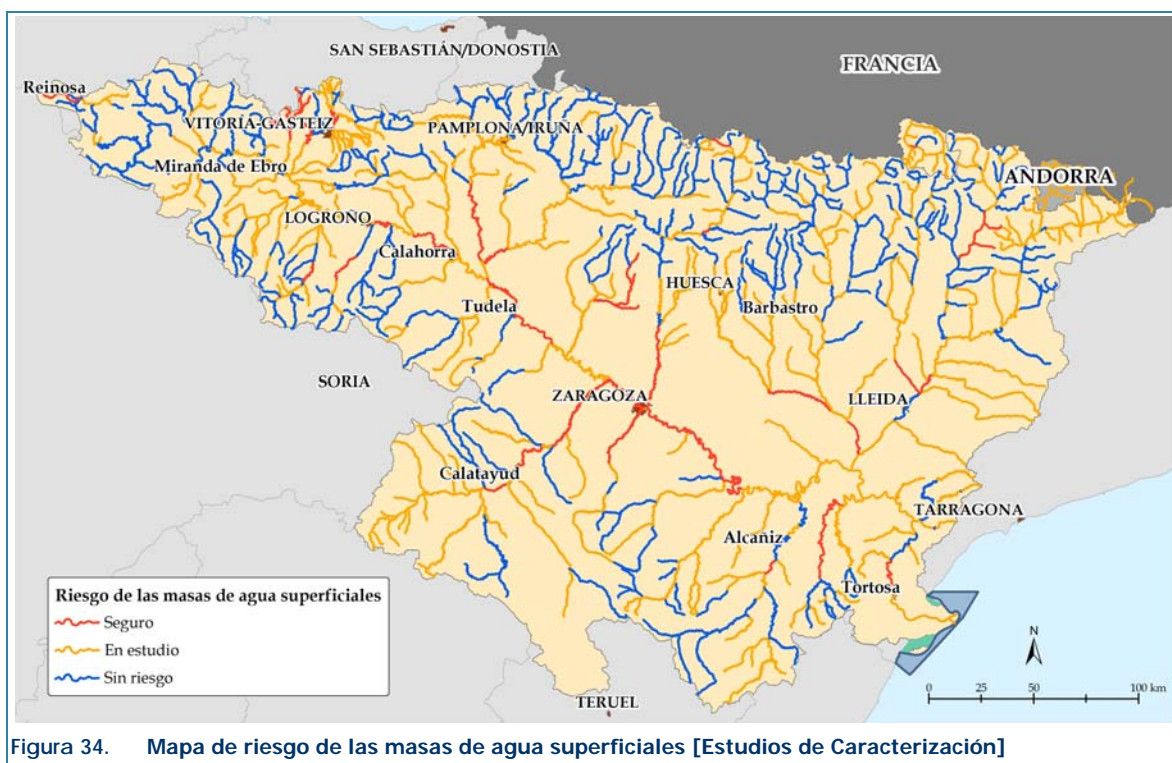 SAN SEBASTIÁN/DONOSTIA
FRANCIA
Reinosa
VITORIA-GASTEIZ
PAMPLONA/IRUÑA
Miranda de Ebro
ANDORRA
LOGROÑO
Calahorra
HUESCA
Tudela
Barbastro
SORIA
ZARAGOZA
LLEIDA
Calatayud
TARRAGONA
Alcañiz
Tortosa
TERUEL
Riesgo de las masas de agua superficiales
Seguro
En estudio
Sin riesgo
N
0 25 50 100 km
Figura 34. Mapa de riesgo de las masas de agua superficiales [Estudios de Caracterización]